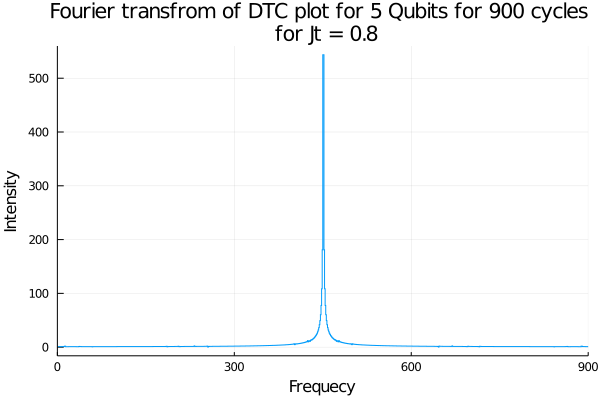 Fourier transfrom of DTC plot for 5 Qubits for 900 cycles
for Jt = 0.8
Intensity
500
400
300
200
100
0
0 300 600 900
Frequecy